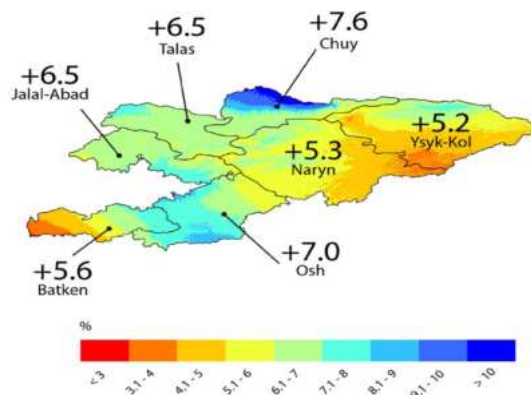 +6.5
Talas
+7.6
Chuy
+6.5
Jalal-Abad
+5.2
Ysyk-Kol
+5.3
Naryn
+7.0
Osh
+5.6
Batken
%
< 3
3.1 - 4
4.1 - 5
5.1 - 6
6.1 - 7
7.1 - 8
8.1 - 9
9.1 - 10
> 10